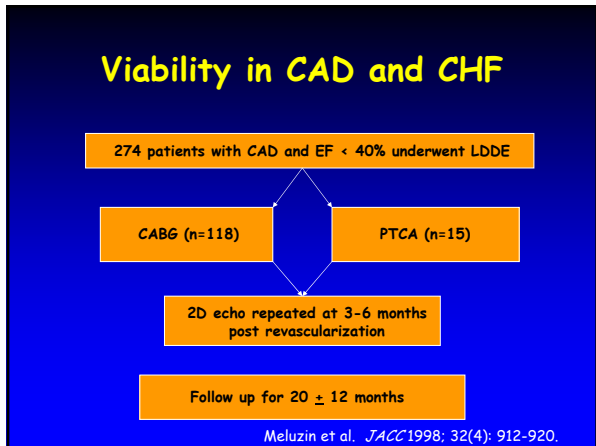 Viability in CAD and CHF
274 patients with CAD and EF < 40% underwent LDDE
CABG (n=118)
PTCA (n=15)
2D echo repeated at 3-6 months
post revascularization
Follow up for 20 ± 12 months
Meluzin et al. JACC 1998; 32(4): 912-920.